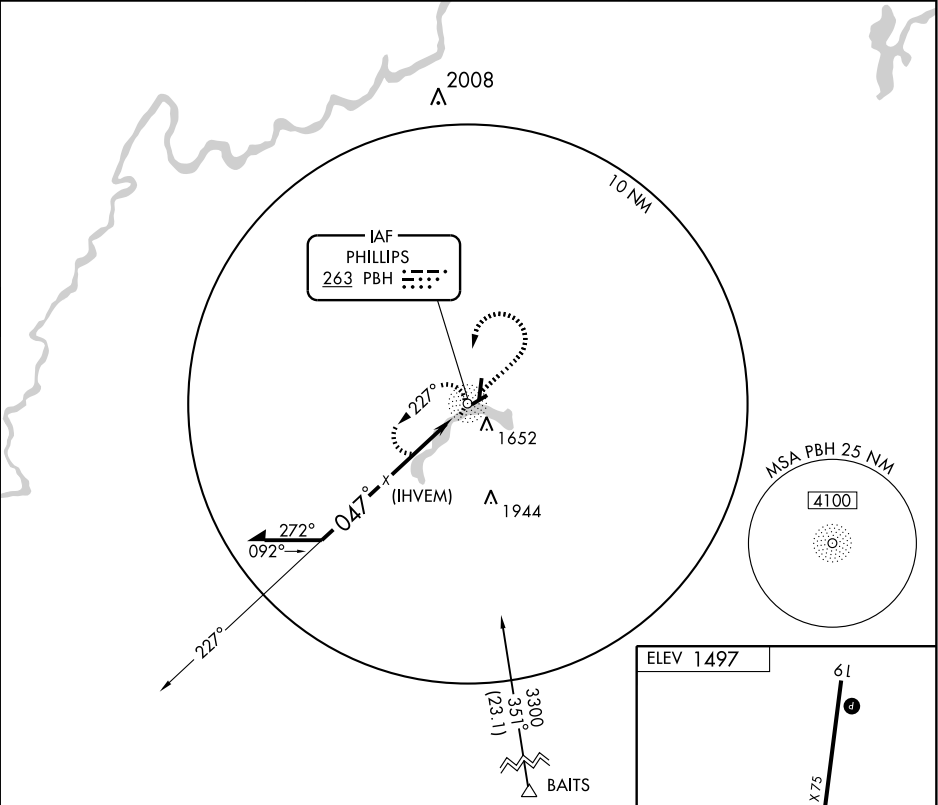 2008
10 NM
IAF
PHILLIPS
263 PBH
227°
1652
(IHVEM)
1944
047°
272°
092°
227°
MSA PBH 25 NM
4100
3300
351°
(23.1)
BAITS
ELEV 1497
19
P
X 75